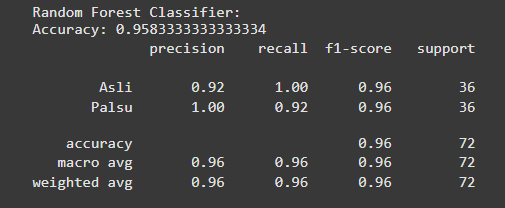 Random Forest Classifier:
Accuracy: 0.9583333333333334
precision recall f1-score support
Asli 0.92 1.00 0.96 36
Palsu 1.00 0.92 0.96 36
accuracy 0.96 72
macro avg 0.96 0.96 0.96 72
weighted avg 0.96 0.96 0.96 72